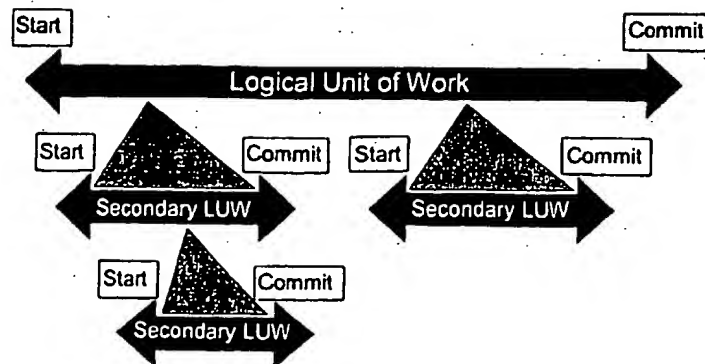 Start
Commit
Logical Unit of Work
Start Commit Start Commit
Secondary LUW Secondary LUW
Start Commit
Secondary LUW